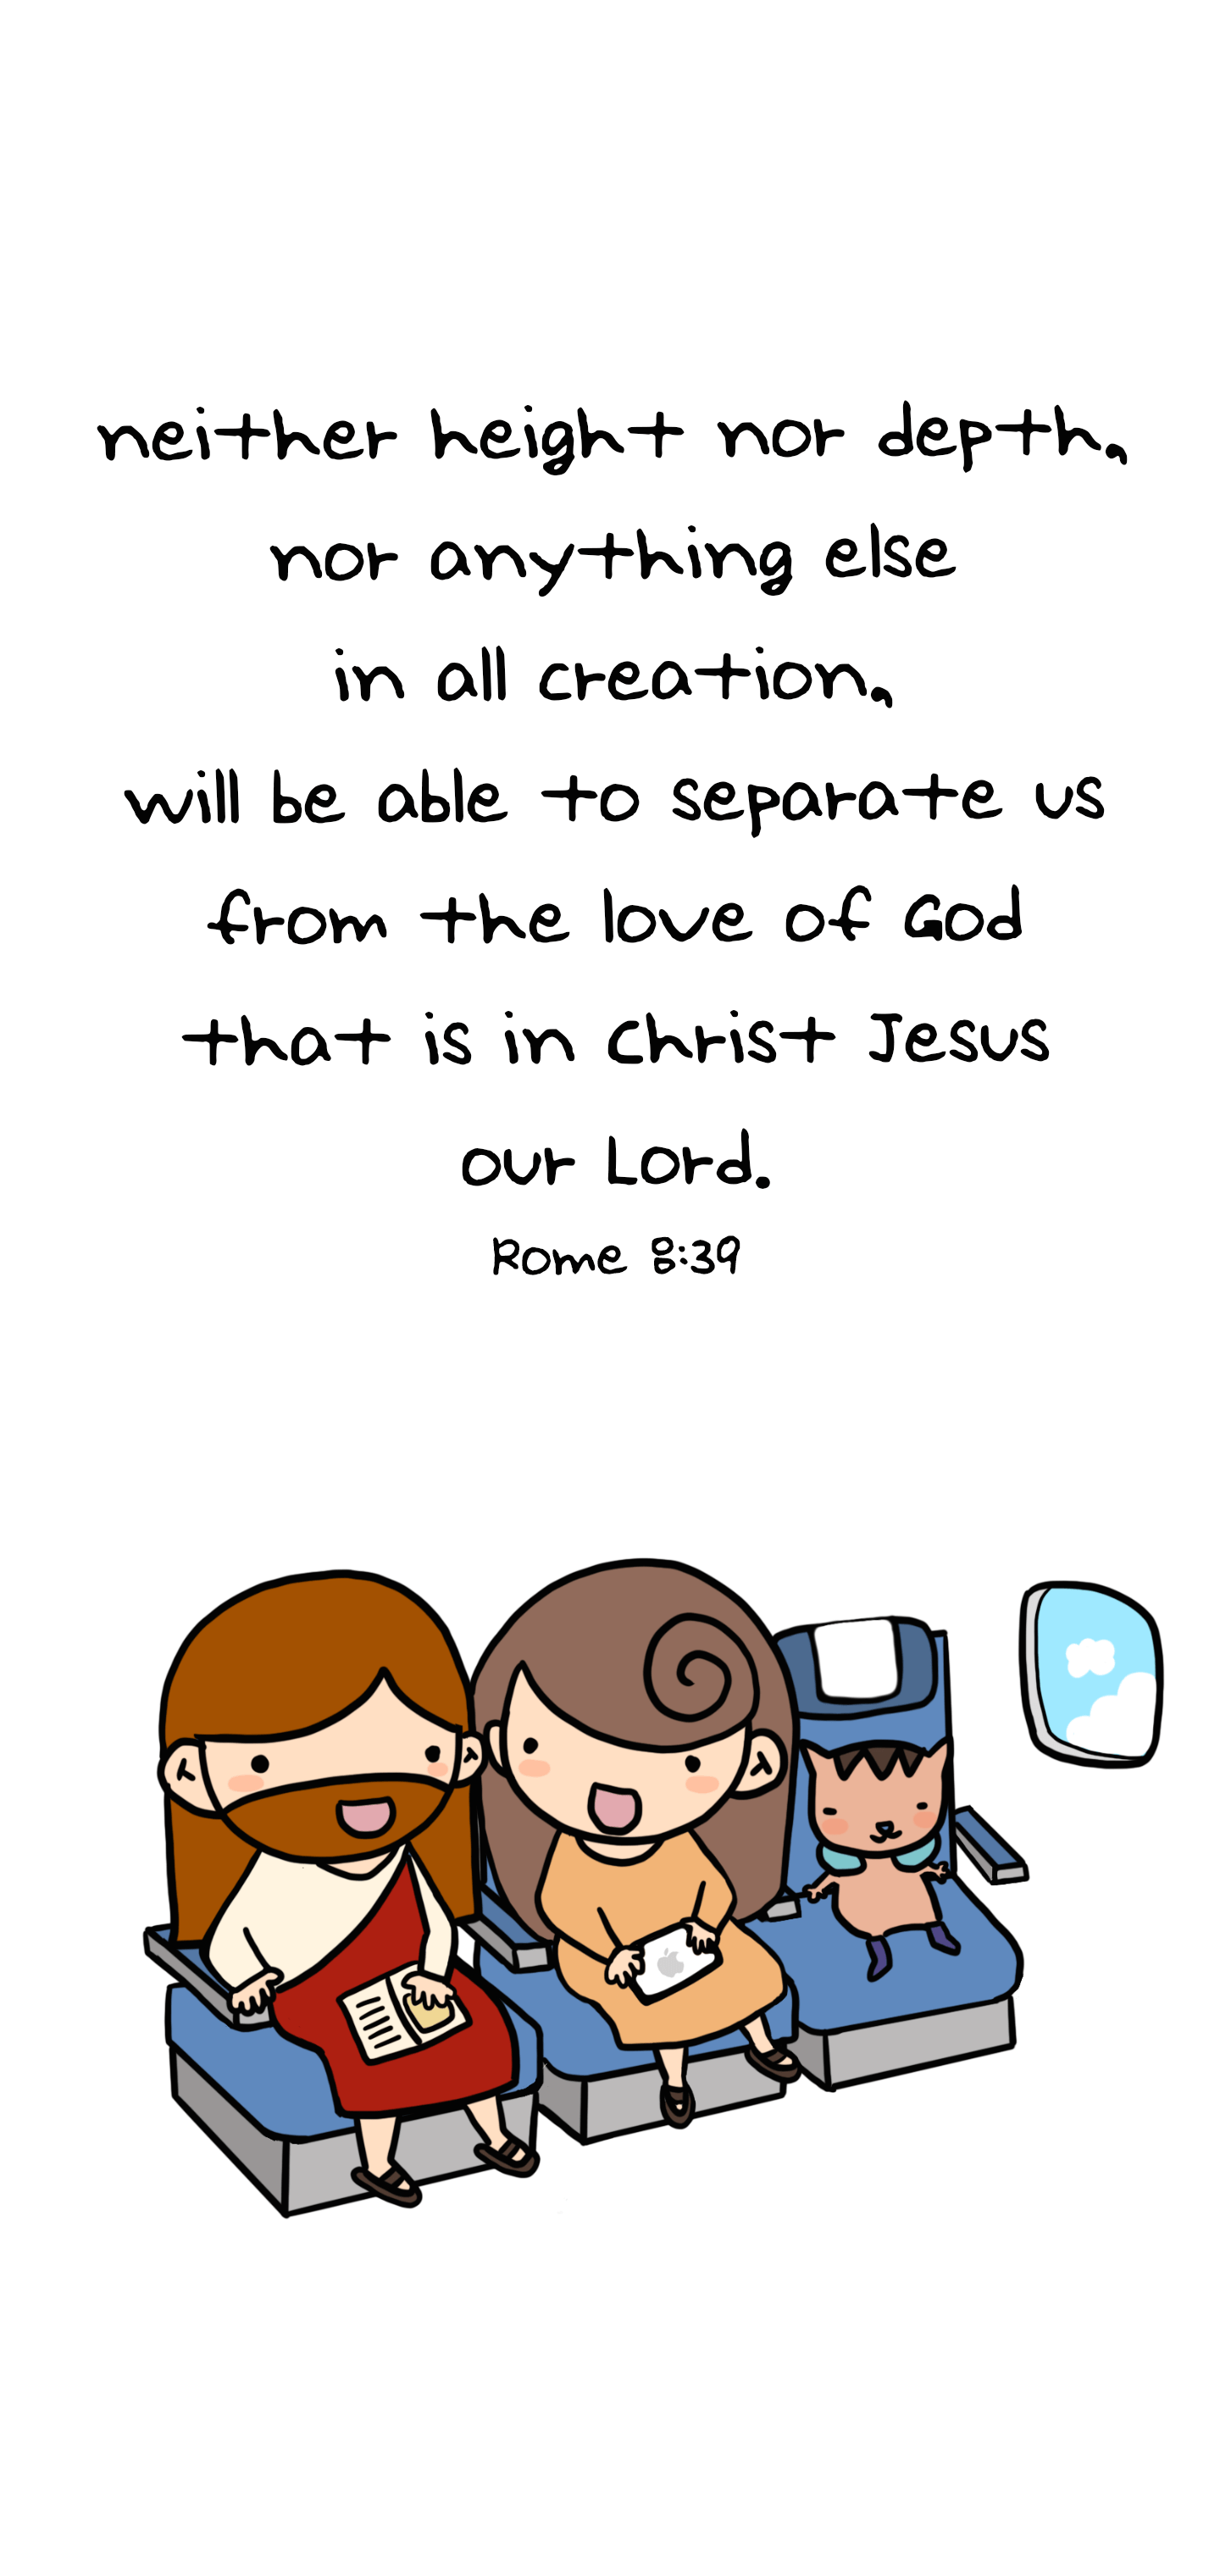 neither height nor depth,
nor anything else
in all creation,
will be able to separate us
from the love of God
that is in Christ Jesus
our Lord.
Rome 8:39